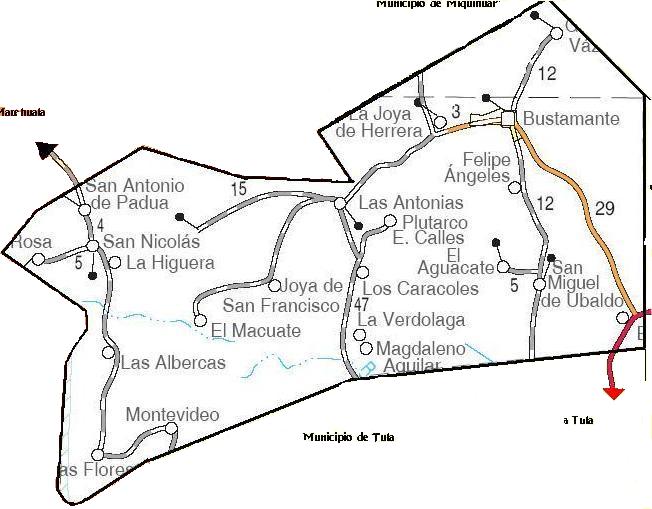 Municipio de Miquihuana
Váz
12
La Joya
de Herrera
3
Bustamante
Felipe
Ángeles
San Antonio
de Padua
15
Las Antonias
12
29
Plutarco
E. Calles
4
Rosa
San Nicolás
5
La Higuera
El
Aguacate
San
Miguel
de Ubaldo
5
Joya de
San Francisco
Los Caracoles
47
El Macuate
La Verdolaga
Magdaleno
Aguilar
R
Las Albercas
Montevideo
as Flores
Municipio de Tula
a Tula